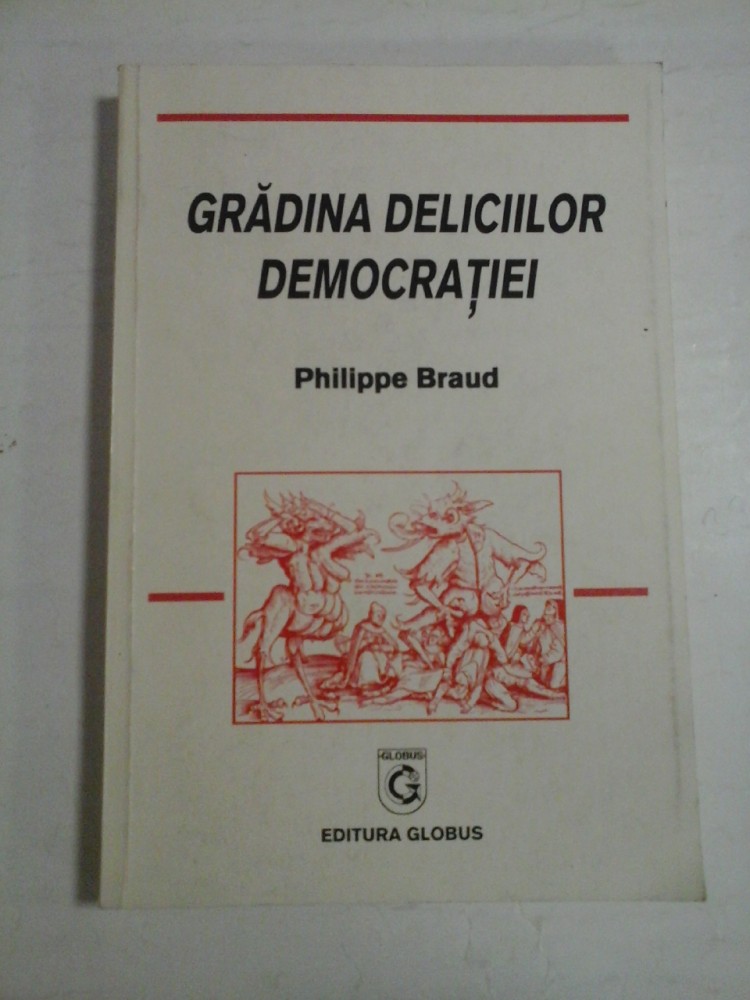 GRĂDINA DELICIILOR
DEMOCRAȚIEI
Philippe Braud
GLOBUS
EDITURA GLOBUS